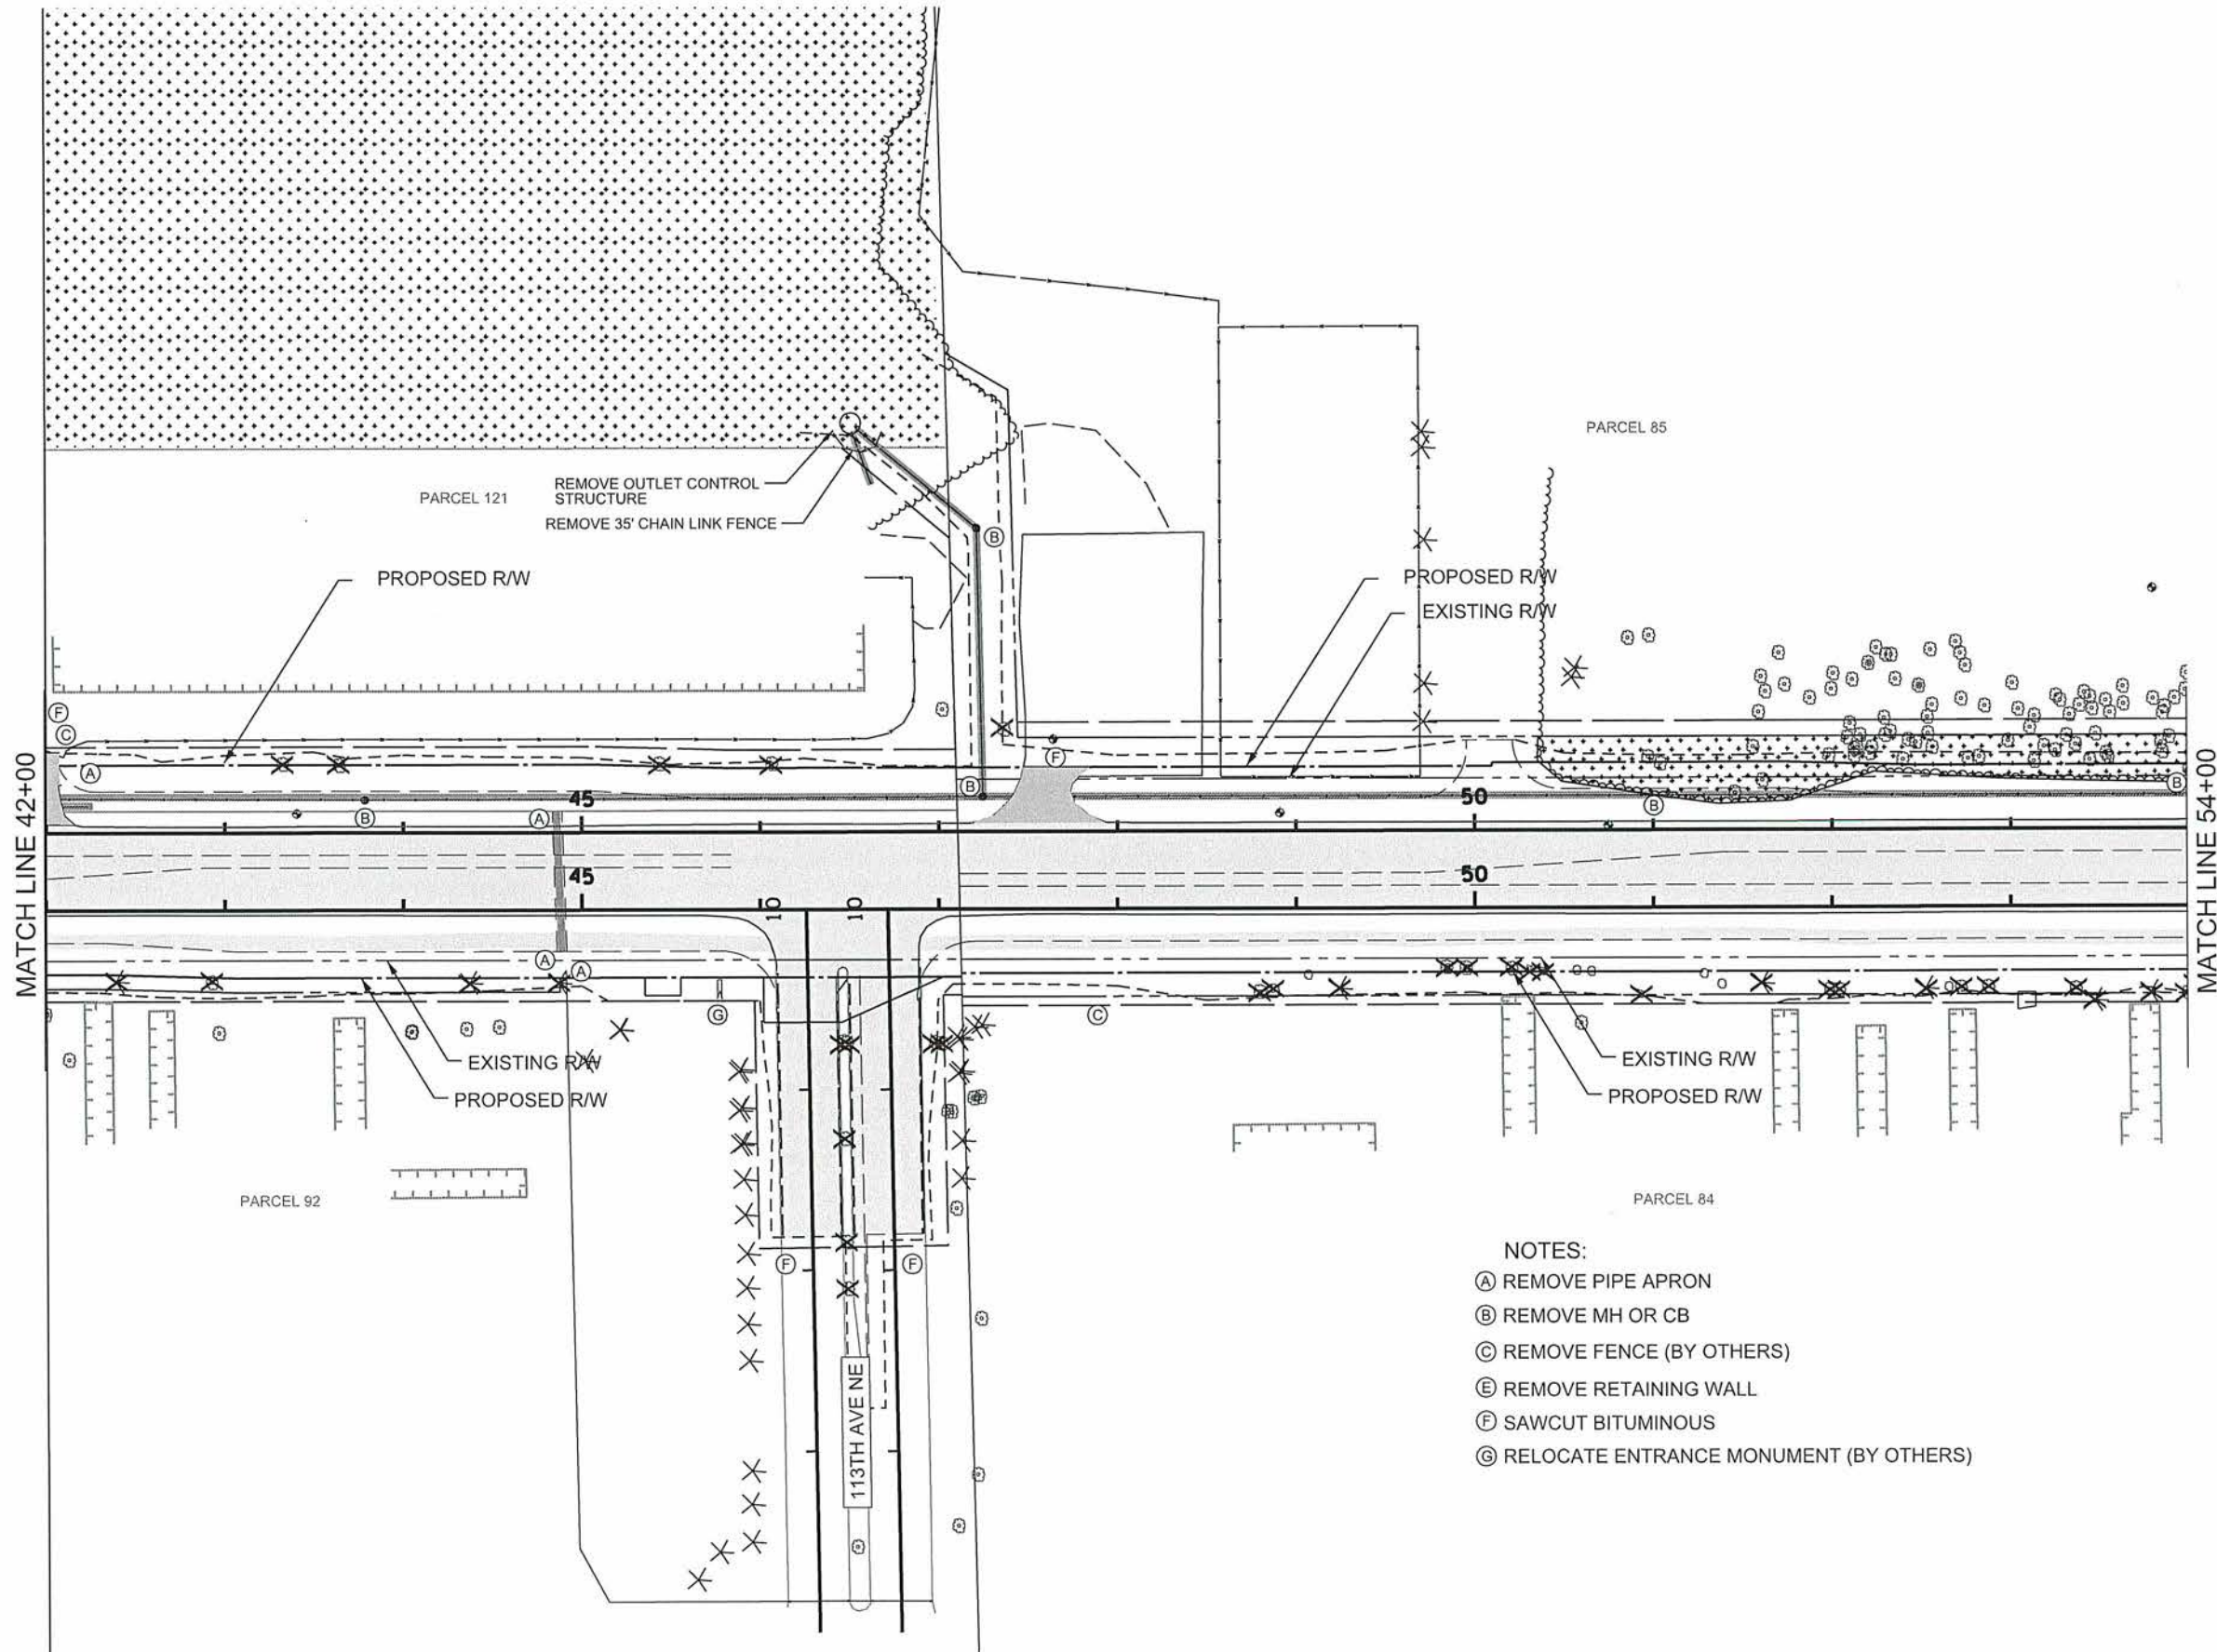 PARCEL 85
PARCEL 121
REMOVE OUTLET CONTROL
STRUCTURE
REMOVE 35' CHAIN LINK FENCE
B
PROPOSED R/W
PROPOSED R/W
EXISTING R/W
F
C
A
F
B
B
B
B
A
45
50
MATCH LINE 42+00
MATCH LINE 54+00
45
50
10
10
A
A
G
C
EXISTING R/W
PROPOSED R/W
EXISTING R/W
PROPOSED R/W
PARCEL 92
PARCEL 84
F
F
113TH AVE NE
NOTES:
A REMOVE PIPE APRON
B REMOVE MH OR CB
C REMOVE FENCE (BY OTHERS)
E REMOVE RETAINING WALL
F SAWCUT BITUMINOUS
G RELOCATE ENTRANCE MONUMENT (BY OTHERS)